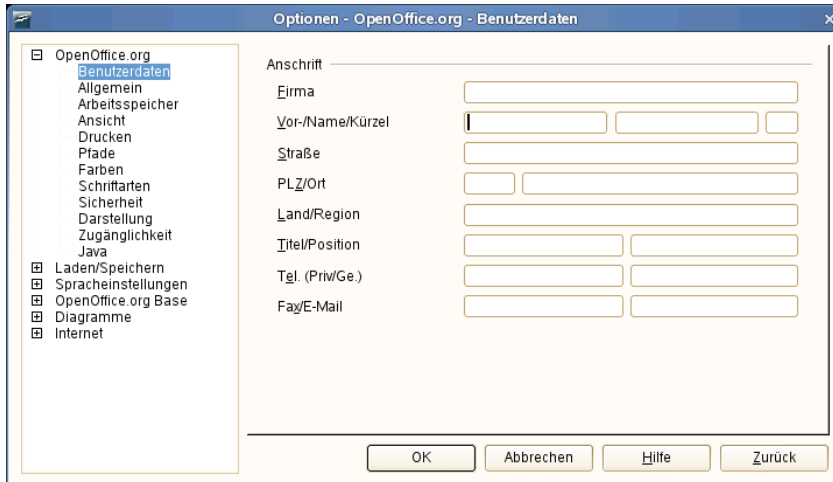 Optionen - OpenOffice.org - Benutzerdaten
OpenOffice.org
Benutzerdaten
Allgemein
Arbeitsspeicher
Ansicht
Drucken
Pfade
Farben
Schriftarten
Sicherheit
Darstellung
Zugänglichkeit
Java
Laden/Speichern
Spracheinstellungen
OpenOffice.org Base
Diagramme
Internet
Anschrift
Firma
Vor-/Name/Kürzel
Straße
PLZ/Ort
Land/Region
Titel/Position
Tel. (Priv/Ge.)
Fax/E-Mail
OK Abbrechen Hilfe Zurück